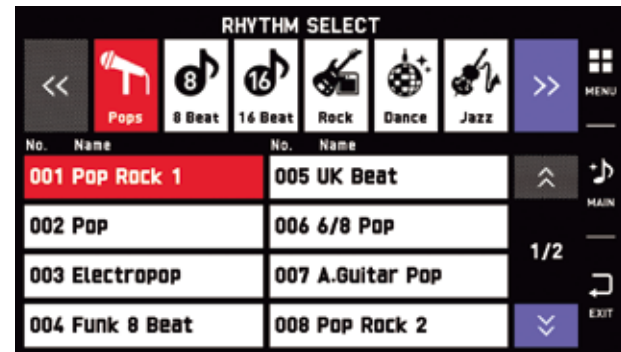 RHYTHM SELECT
<< Pops 8 8 Beat 16 16 Beat Rock Dance Jazz >>
MENU
No. Name No. Name
001 Pop Rock 1 005 UK Beat
MAIN
002 Pop 006 6/8 Pop
1/2
003 Electropop 007 A.Guitar Pop
EXIT
004 Funk 8 Beat 008 Pop Rock 2